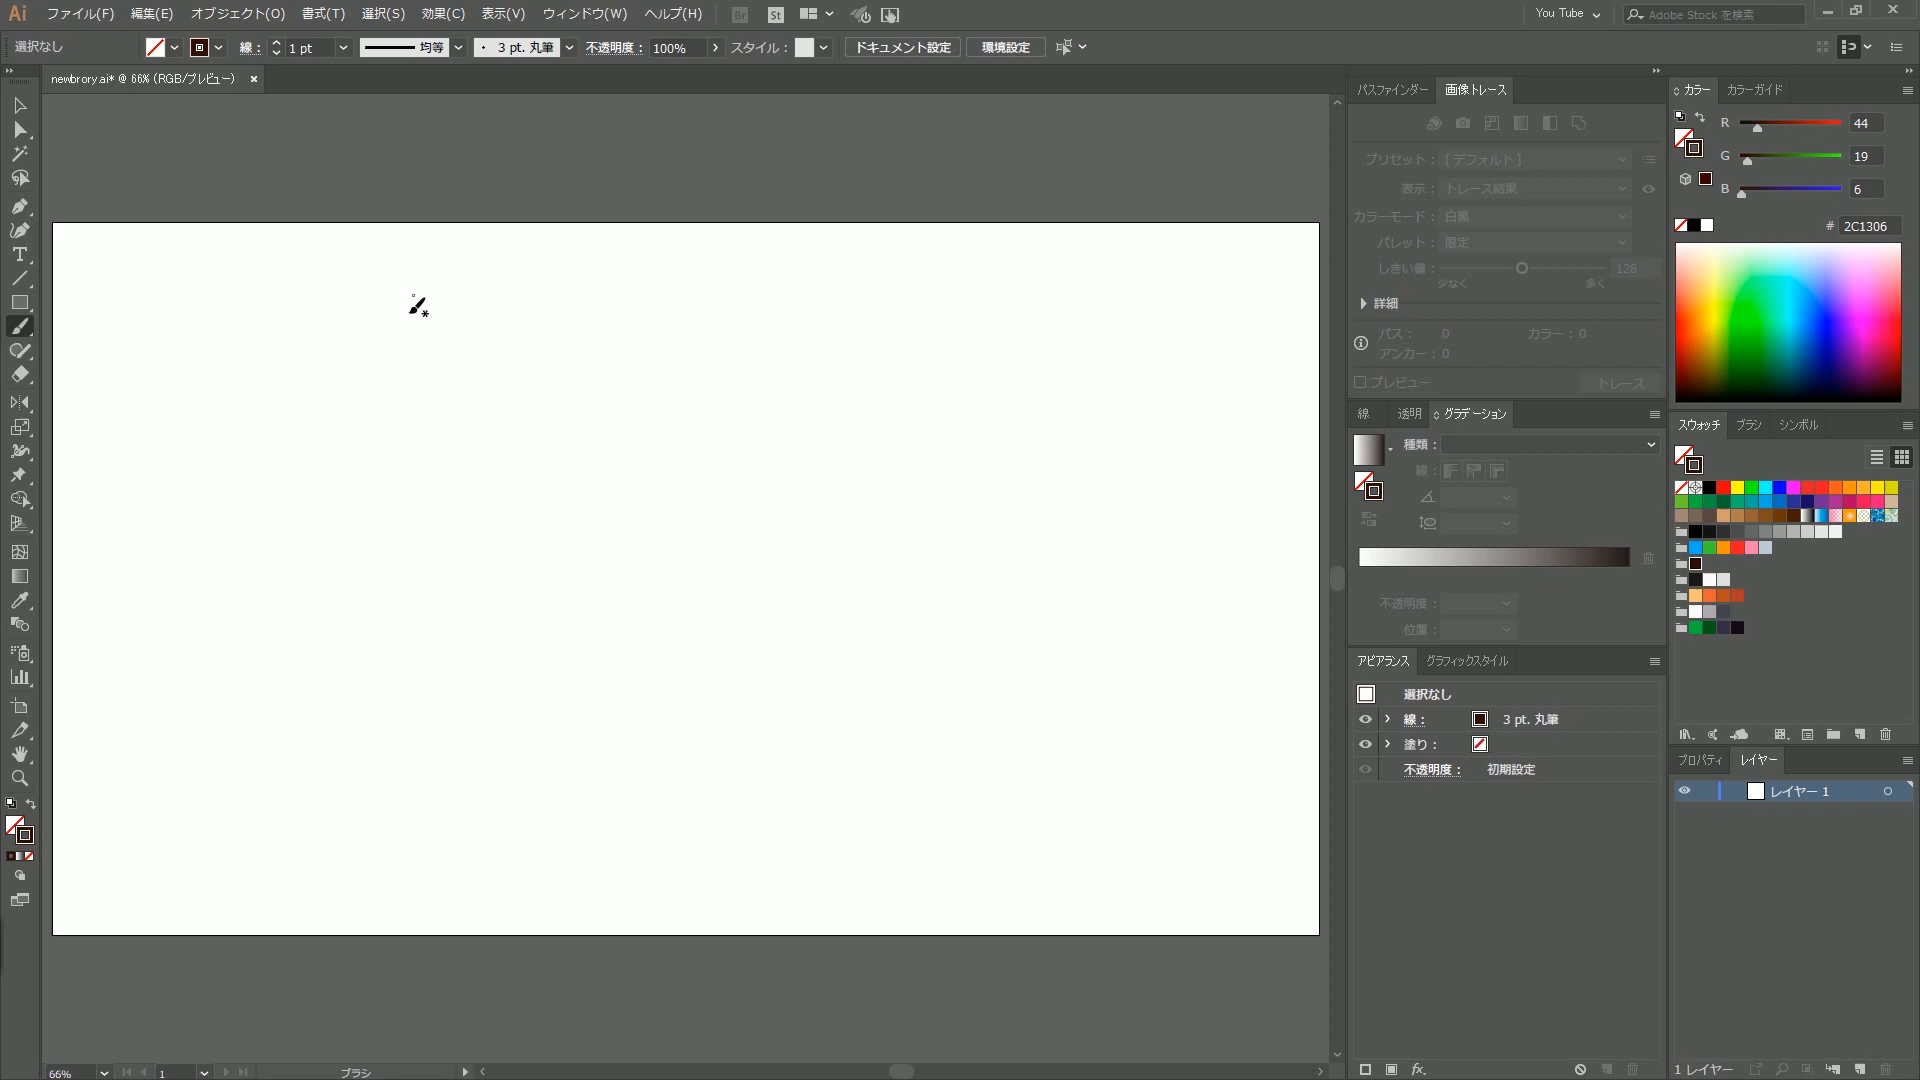 Ai ファイル(F) 編集(E) オブジェクト(O) 書式(T) 選択(S) 効果(C) 表示(V) ウィンドウ(W) ヘルプ(H) Br St You Tube Adobe Stock を検索
選択なし 線： 1 pt 均等 3 pt. 丸筆 不透明度： 100% スタイル： ドキュメント設定 環境設定
newbrory.ai* @ 66% (RGB/プレビュー)
パスファインダー 画像トレース
プリセット： [デフォルト]
表示： トレース結果
カラーモード： 白黒
パレット： 限定
しきい値： 128
少なく 多く
詳細
パス： 0 カラー： 0
アンカー： 0
プレビュー トレース
線 透明 グラデーション
種類：
線：
不透明度：
位置：
アピアランス グラフィックスタイル
選択なし
線： 3 pt. 丸筆
塗り：
不透明度： 初期設定
fx.
カラー カラーガイド
R 44
G 19
B 6
# 2C1306
スウォッチ ブラシ シンボル
プロパティ レイヤー
レイヤー 1
1 レイヤー
66% 1 ブラシ